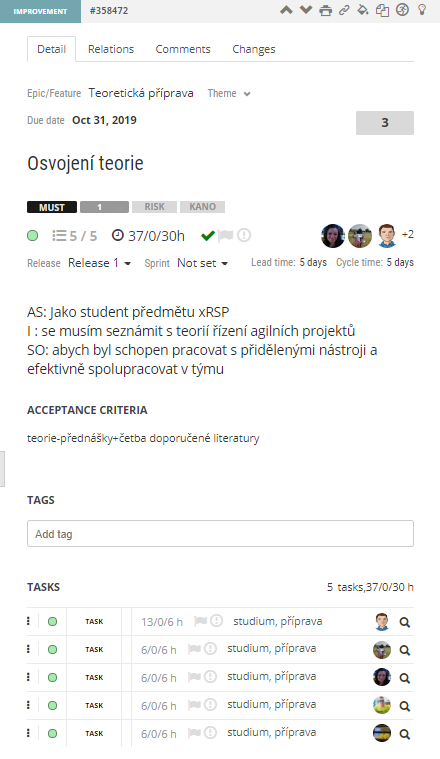 IMPROVEMENT #358472
Detail Relations Comments Changes
Epic/Feature Teoretická příprava Theme
Due date Oct 31, 2019 3
Osvojení teorie
MUST 1 RISK KANO
5 / 5 37/0/30h +2
Release Release 1 Sprint Not set Lead time: 5 days Cycle time: 5 days
AS: Jako student předmětu xRSP
I : se musím seznámit s teorií řízení agilních projektů
SO: abych byl schopen pracovat s přidělenými nástroji a
efektivně spolupracovat v týmu
ACCEPTANCE CRITERIA
teorie-přednášky+četba doporučené literatury
TAGS
Add tag
TASKS 5 tasks,37/0/30 h
TASK 13/0/6 h studium, příprava
TASK 6/0/6 h studium, příprava
TASK 6/0/6 h studium, příprava
TASK 6/0/6 h studium, příprava
TASK 6/0/6 h studium, příprava